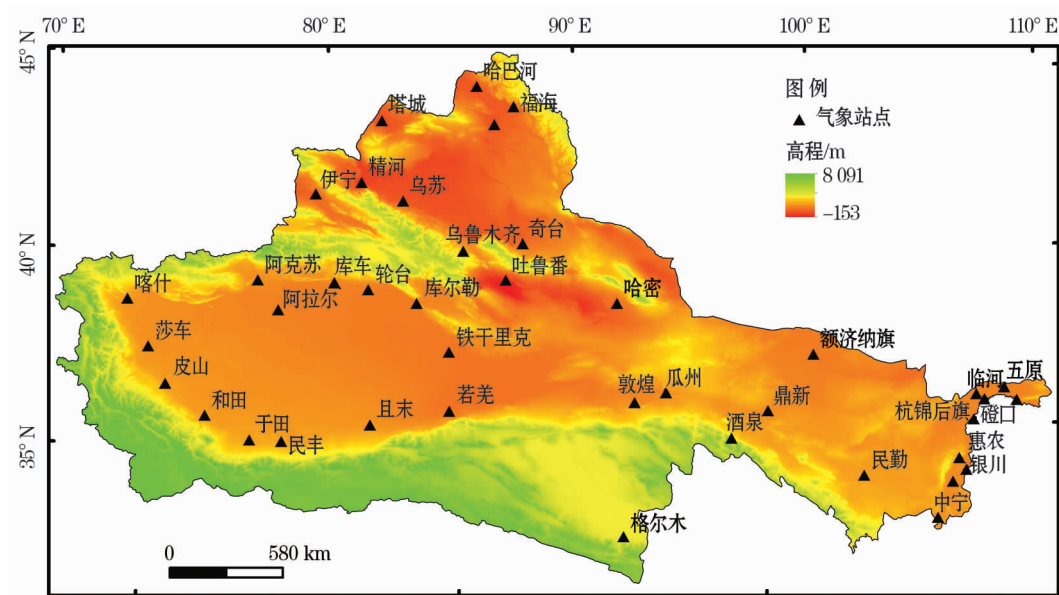 70° E
80° E
90° E
100° E
110° E
45° N
40° N
35° N
哈巴河
福海
塔城
精河
伊宁
乌苏
乌鲁木齐
奇台
吐鲁番
哈密
阿克苏
库车
轮台
库尔勒
喀什
阿拉尔
铁干里克
莎车
皮山
和田
于田
民丰
且末
若羌
敦煌
瓜州
鼎新
酒泉
额济纳旗
临河
五原
杭锦后旗
磴口
惠农
银川
民勤
中宁
格尔木
图 例
气象站点
高程/m
8 091
−153
0
580 km